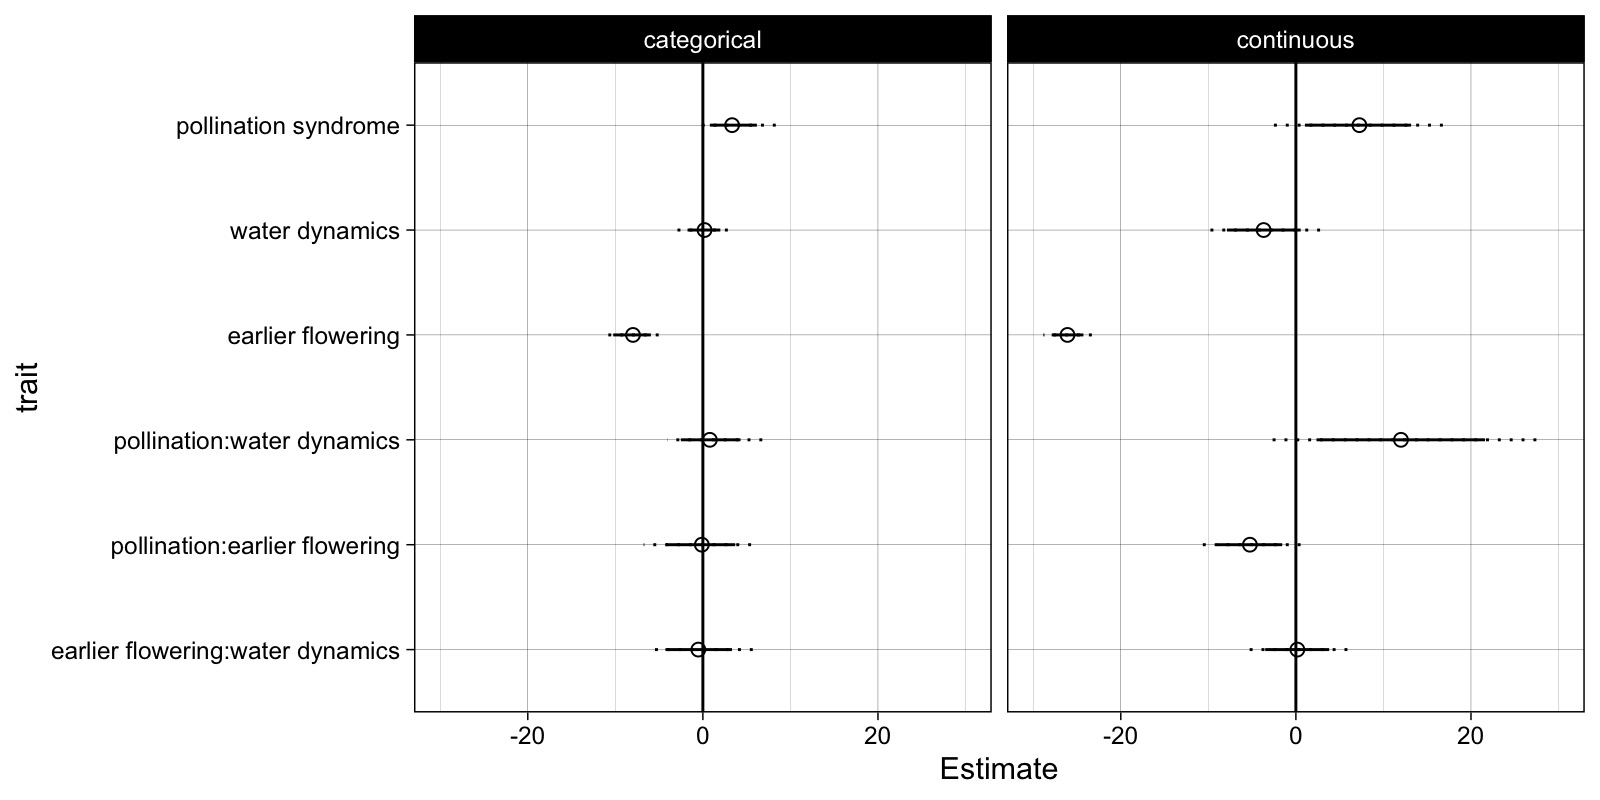 categorical
continuous
pollination syndrome
water dynamics
earlier flowering
pollination:water dynamics
pollination:earlier flowering
earlier flowering:water dynamics
trait
-20
0
20
-20
0
20
Estimate